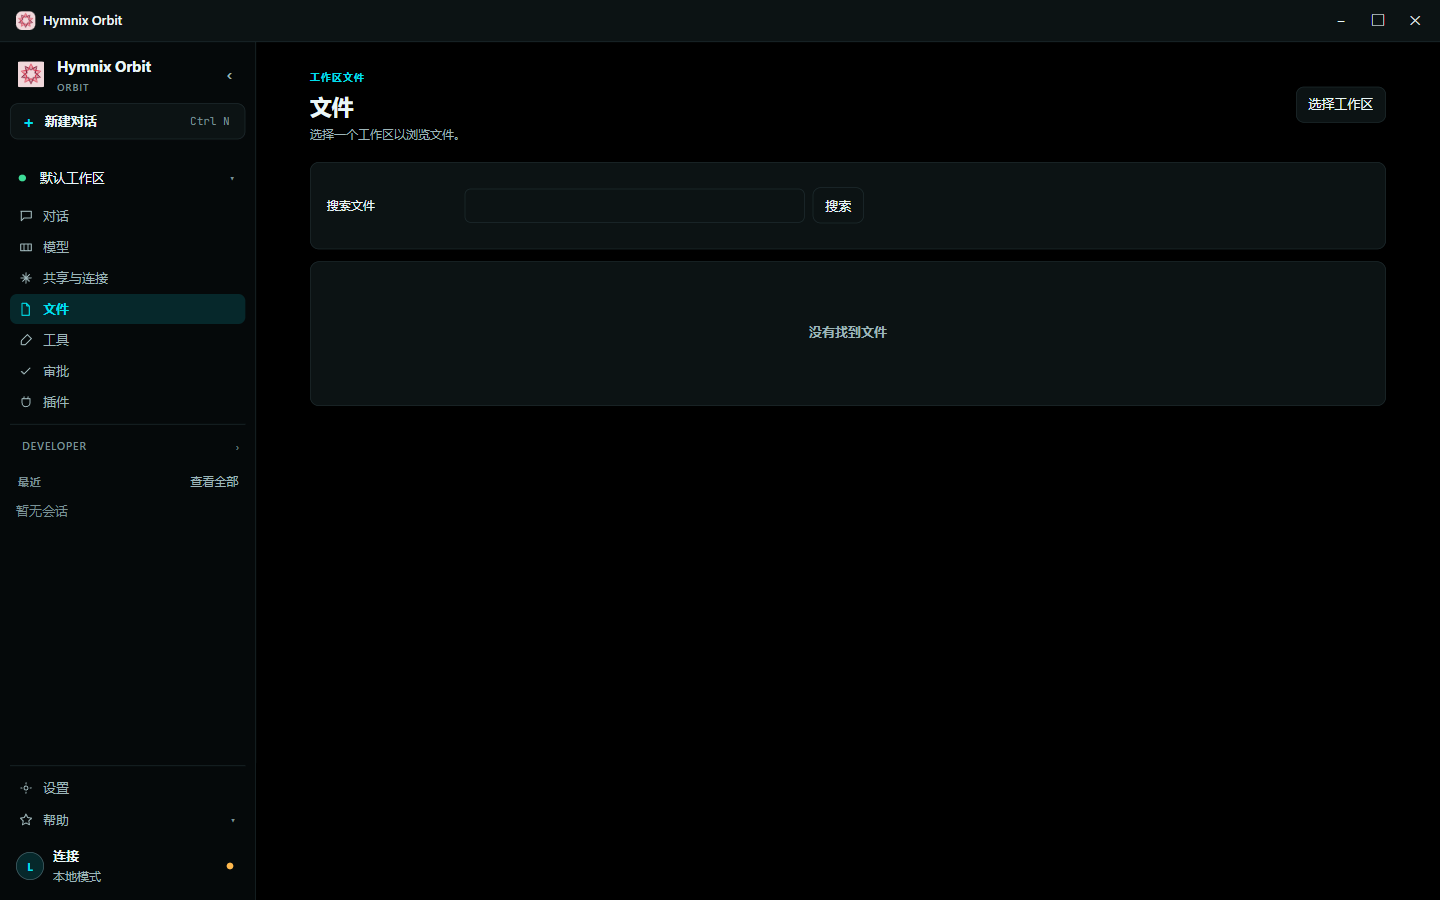 Hymnix Orbit
Hymnix Orbit
ORBIT
新建对话 Ctrl N
默认工作区
对话
模型
共享与连接
文件
工具
审批
插件
DEVELOPER
最近 查看全部
暂无会话
设置
帮助
L
连接
本地模式
工作区文件
文件
选择一个工作区以浏览文件。
选择工作区
搜索文件
搜索
没有找到文件